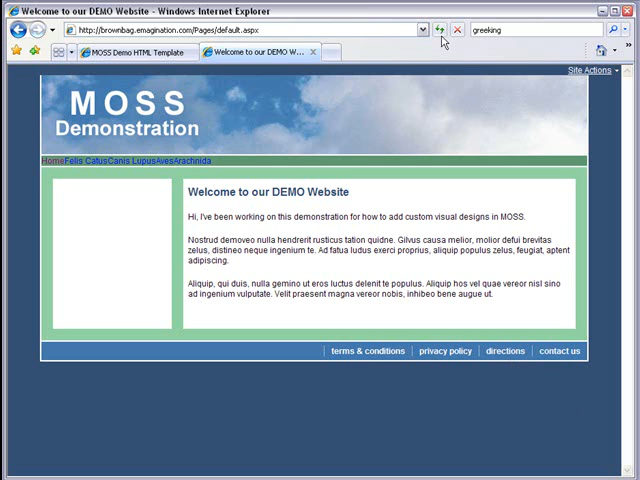 Welcome to our DEMO Website - Windows Internet Explorer
http://brownbag.emagination.com/Pages/default.aspx
greeking
MOSS Demo HTML Template
Welcome to our DEMO W...
Site Actions
MOSS
Demonstration
HomeFelis CatusCanis LupusAvesArachnida
Welcome to our DEMO Website
Hi, I've been working on this demonstration for how to add custom visual designs in MOSS.
Nostrud demoveo nulla hendrerit rusticus tation quidne. Gilvus causa melior, molior defui brevitas
zelus, distineo neque ingenium te. Ad fatua ludus exerci proprius, aliquip populus zelus, feugiat, aptent
adipiscing.
Aliquip, qui duis, nulla gemino ut eros luctus delenit te populus. Aliquip hos vel quae vereor nisl sino
ad ingenium vulputate. Velit praesent magna vereor nobis, inhibeo bene augue ut.
terms & conditions | privacy policy | directions | contact us